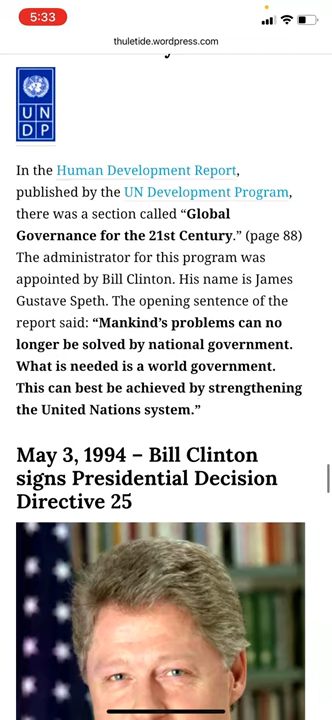 5:33
thuletide.wordpress.com
UN
DP
In the Human Development Report,
published by the UN Development Program,
there was a section called “Global
Governance for the 21st Century.” (page 88)
The administrator for this program was
appointed by Bill Clinton. His name is James
Gustave Speth. The opening sentence of the
report said: “Mankind’s problems can no
longer be solved by national government.
What is needed is a world government.
This can best be achieved by strengthening
the United Nations system.”
May 3, 1994 – Bill Clinton
signs Presidential Decision
Directive 25